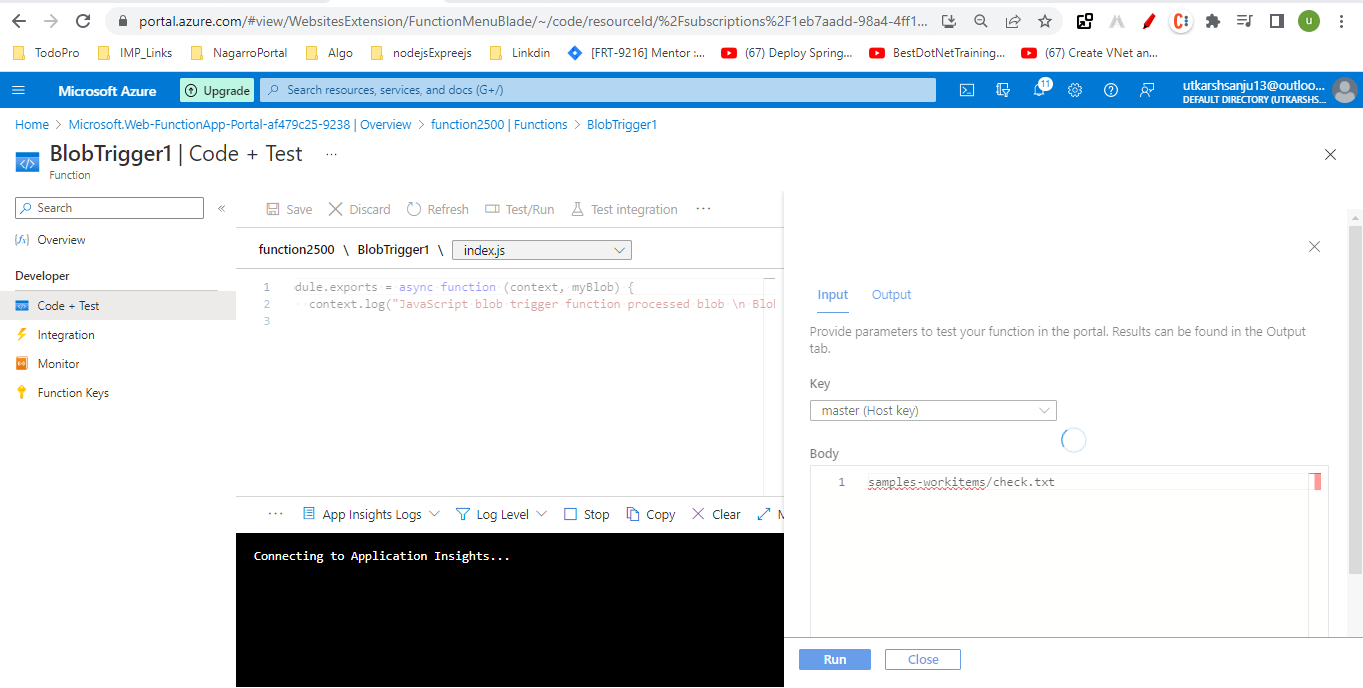 portal.azure.com/#view/WebsitesExtension/FunctionMenuBlade/~/code/resourceId/%2Fsubscriptions%2F1eb7aadd-98a4-4ff1...
u
TodoPro IMP_Links NagarroPortal Algo nodejsExpreejs Linkdin [FRT-9216] Mentor :... (67) Deploy Spring... BestDotNetTraining... (67) Create VNet an...
Microsoft Azure Upgrade Search resources, services, and docs (G+/) 11 utkarshsanju13@outloo...
DEFAULT DIRECTORY (UTKARSHS...
Home > Microsoft.Web-FunctionApp-Portal-af479c25-9238 | Overview > function2500 | Functions > BlobTrigger1
BlobTrigger1 | Code + Test ...
Function
Search «
Overview
Developer
Code + Test
Integration
Monitor
Function Keys
Save Discard Refresh Test/Run Test integration ...
function2500 \ BlobTrigger1 \ index.js
1 dule.exports = async function (context, myBlob) {
2 context.log("JavaScript blob trigger function processed blob \n Blob
3
... App Insights Logs Log Level Stop Copy Clear
Connecting to Application Insights...
Input Output
Provide parameters to test your function in the portal. Results can be found in the Output
tab.
Key
master (Host key)
Body
1 samples-workitems/check.txt
Run Close